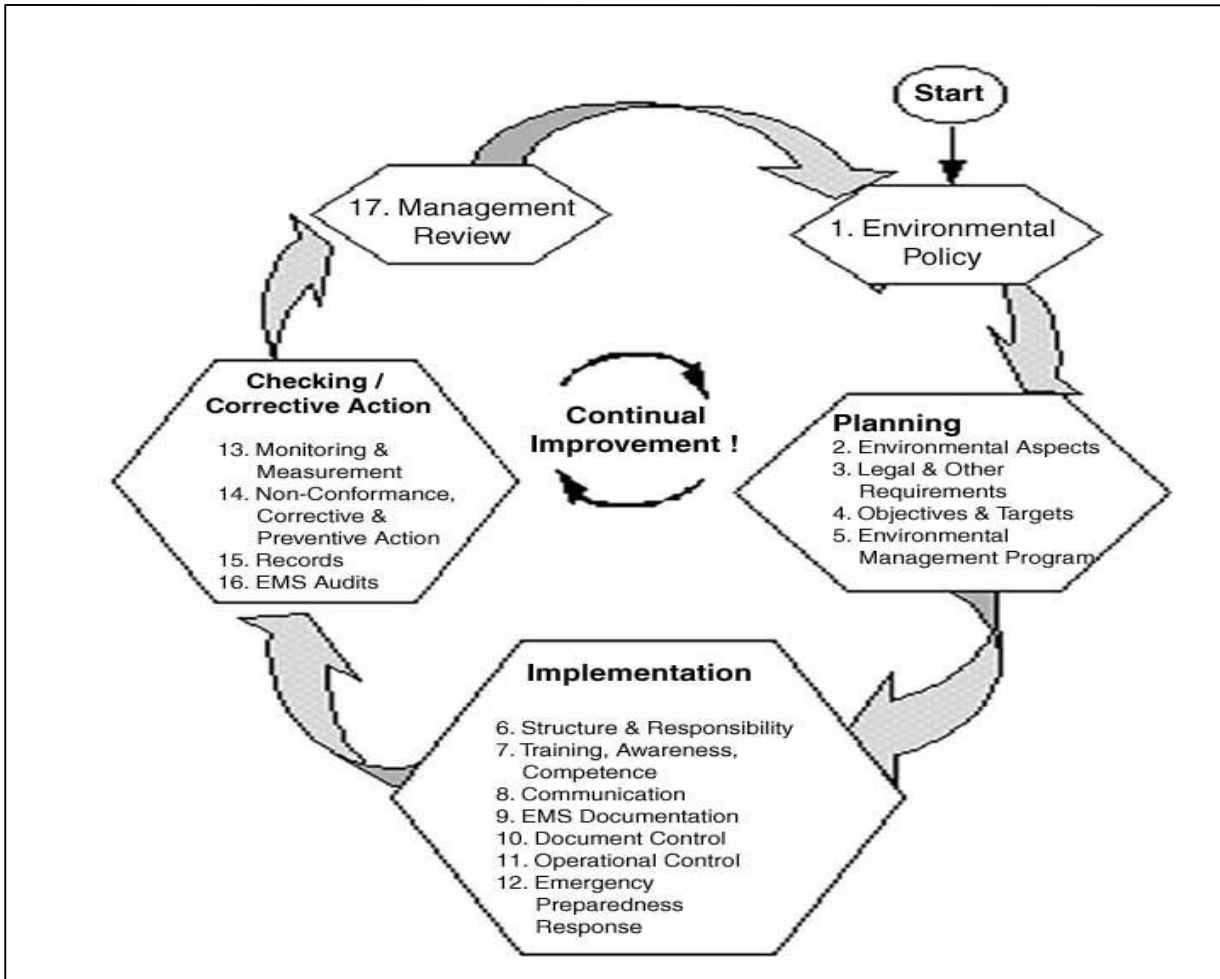 Start
17. Management
Review
1. Environmental
Policy
Checking /
Corrective Action
13. Monitoring &
Measurement
14. Non-Conformance,
Corrective &
Preventive Action
15. Records
16. EMS Audits
Continual
Improvement !
Planning
2. Environmental Aspects
3. Legal & Other
Requirements
4. Objectives & Targets
5. Environmental
Management Program
Implementation
6. Structure & Responsibility
7. Training, Awareness,
Competence
8. Communication
9. EMS Documentation
10. Document Control
11. Operational Control
12. Emergency
Preparedness
Response